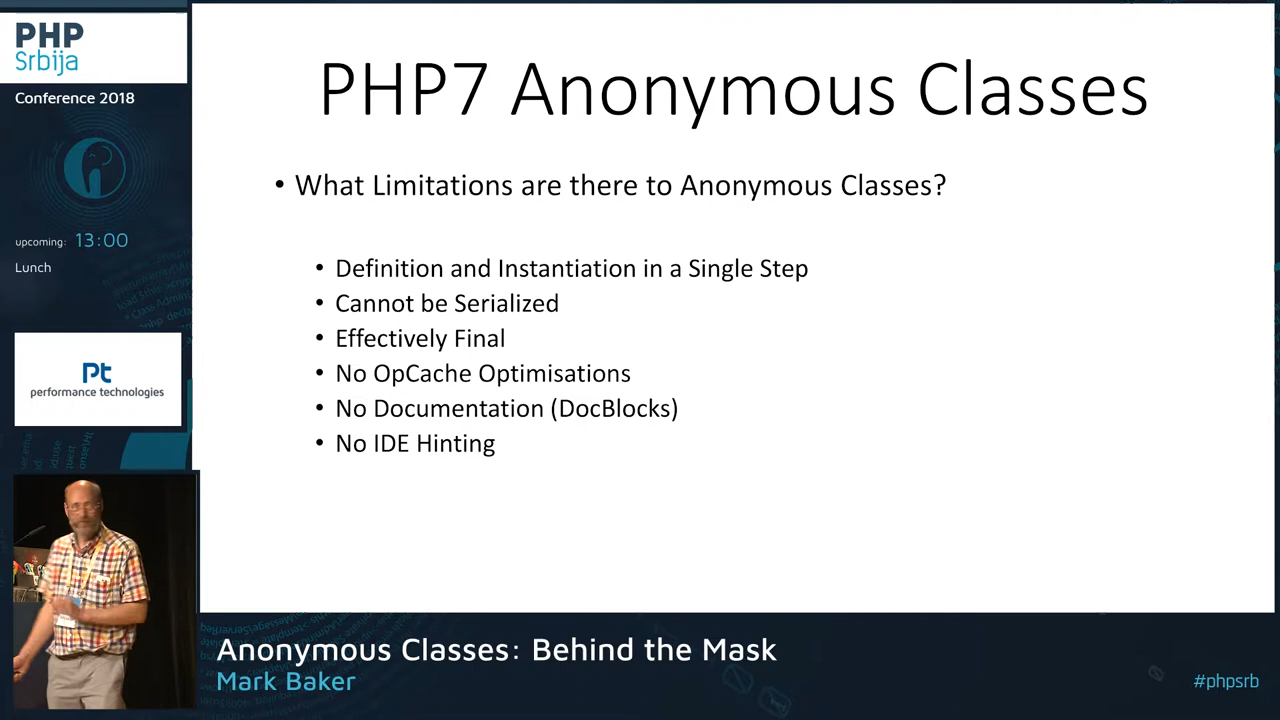 PHP
Srbija
Conference 2018
upcoming: 13:00
Lunch
Pt
performance technologies
PHP7 Anonymous Classes
• What Limitations are there to Anonymous Classes?
• Definition and Instantiation in a Single Step
• Cannot be Serialized
• Effectively Final
• No OpCache Optimisations
• No Documentation (DocBlocks)
• No IDE Hinting
Anonymous Classes: Behind the Mask
Mark Baker
#phpsrb